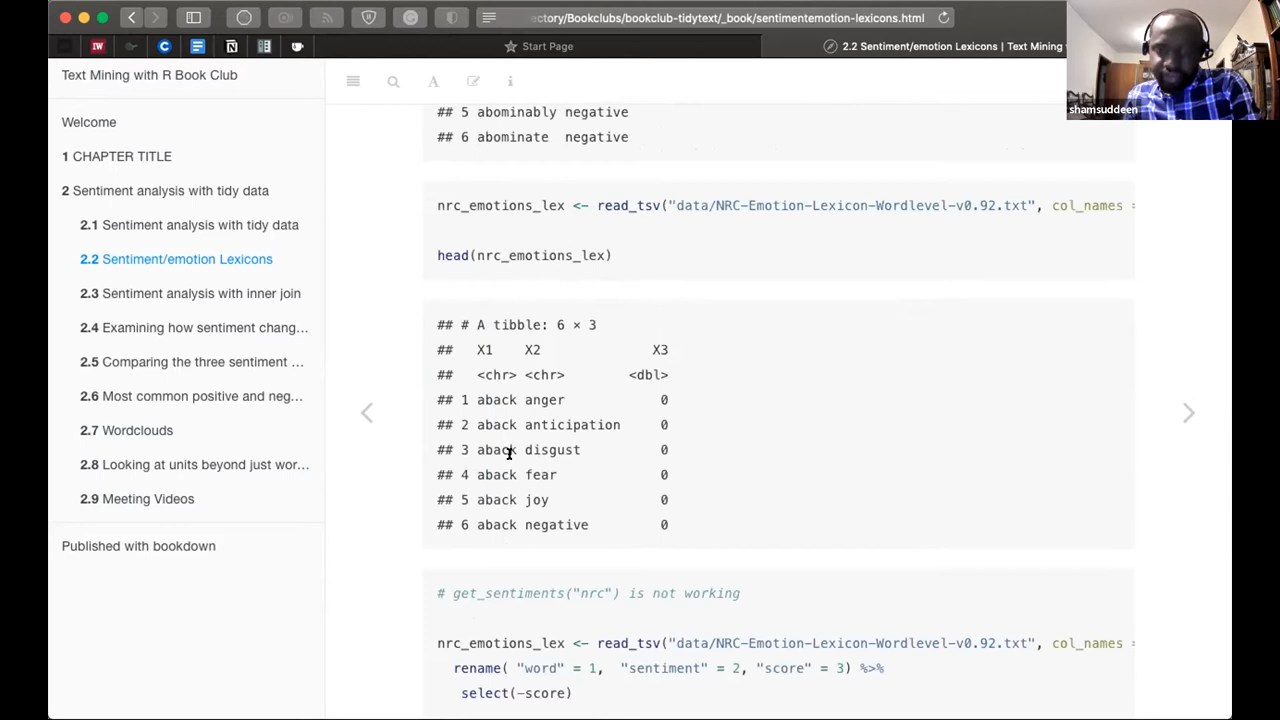 ectory/Bookclubs/bookclub-tidytext/_book/sentimentemotion-lexicons.html
IW
C
N
Start Page
2.2 Sentiment/emotion Lexicons | Text Mining
shamsuddeen
Text Mining with R Book Club
Welcome
1 CHAPTER TITLE
2 Sentiment analysis with tidy data
2.1 Sentiment analysis with tidy data
2.2 Sentiment/emotion Lexicons
2.3 Sentiment analysis with inner join
2.4 Examining how sentiment chang...
2.5 Comparing the three sentiment ...
2.6 Most common positive and neg...
2.7 Wordclouds
2.8 Looking at units beyond just wor...
2.9 Meeting Videos
Published with bookdown
A
i
## 5 abominably negative
## 6 abominate  negative
nrc_emotions_lex <- read_tsv("data/NRC-Emotion-Lexicon-Wordlevel-v0.92.txt", col_names =
head(nrc_emotions_lex)
## # A tibble: 6 × 3
##   X1    X2              X3
##   <chr> <chr>        <dbl>
## 1 aback anger            0
## 2 aback anticipation     0
## 3 aback disgust          0
## 4 aback fear             0
## 5 aback joy              0
## 6 aback negative         0
# get_sentiments("nrc") is not working
nrc_emotions_lex <- read_tsv("data/NRC-Emotion-Lexicon-Wordlevel-v0.92.txt", col_names =
  rename( "word" = 1,  "sentiment" = 2, "score" = 3) %>%
   select(-score)